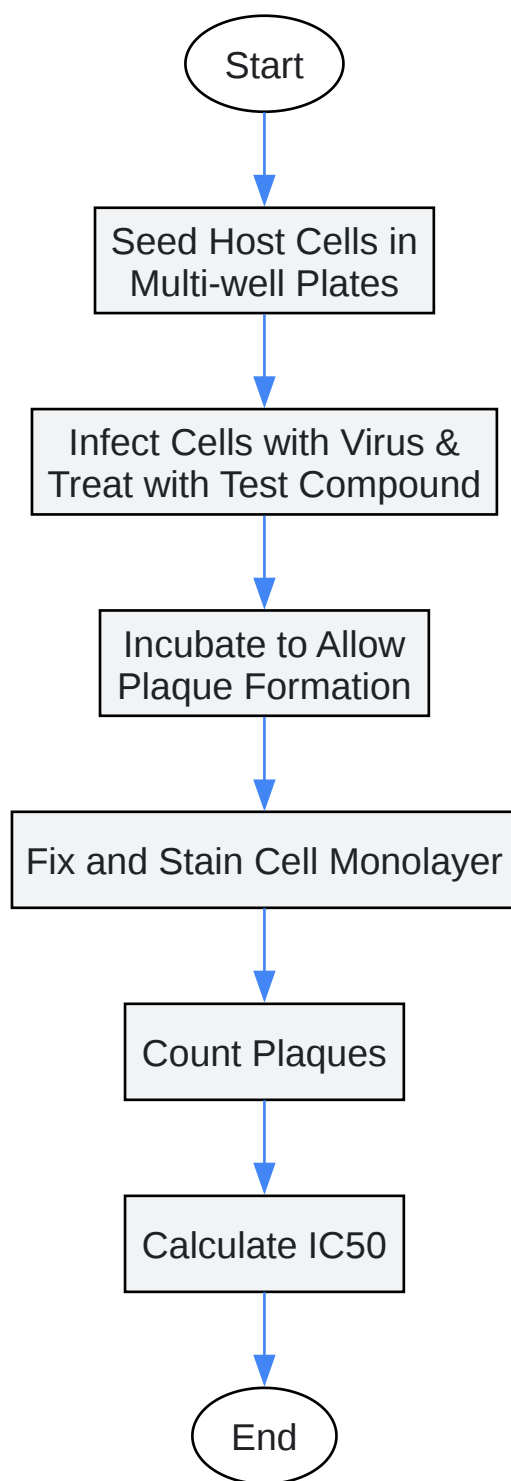 Start
Seed Host Cells in
Multi-well Plates
Infect Cells with Virus &
Treat with Test Compound
Incubate to Allow
Plaque Formation
Fix and Stain Cell Monolayer
Count Plaques
Calculate IC50
End